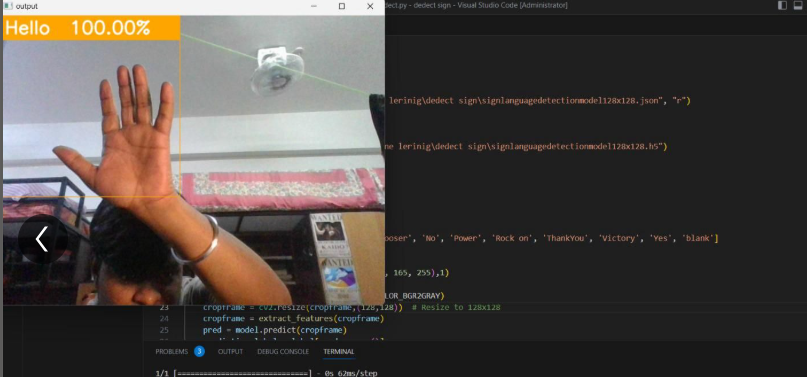 output
dect.py - dedect sign - Visual Studio Code [Administrator]
Hello 100.00%
lerinig\dedect sign\signlanguagedetectionmodel128x128.json", "r")
ne lerinig\dedect sign\signlanguagedetectionmodel128x128.h5")
ooser', 'No', 'Power', 'Rock on', 'ThankYou', 'Victory', 'Yes', 'blank']
, 165, 255),1)
LOR_BGR2GRAY)
23 cropframe = cv2.resize(cropframe,(128,128)) # Resize to 128x128
24 cropframe = extract_features(cropframe)
25 pred = model.predict(cropframe)
WANTED
WANTED
PROBLEMS 3 OUTPUT DEBUG CONSOLE TERMINAL
1/1 [==============================] - 0s 62ms/step